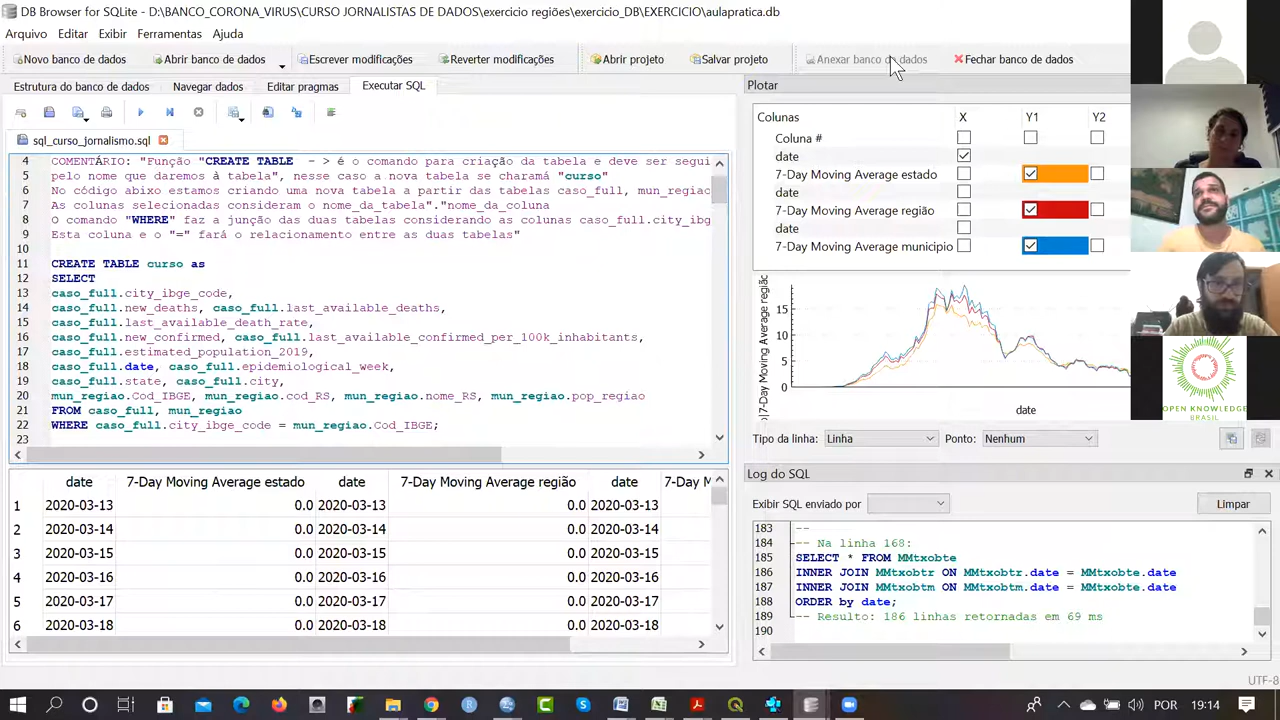 DB Browser for SQLite - D:\BANCO_CORONA_VIRUS\CURSO JORNALISTAS DE DADOS\exercicio regiões\exercicio_DB\EXERCICIO\aulapratica.db
Arquivo Editar Exibir Ferramentas Ajuda
Novo banco de dados Abrir banco de dados Escrever modificações Reverter modificações Abrir projeto Salvar projeto Anexar banco de dados Fechar banco de dados
Estrutura do banco de dados Navegar dados Editar pragmas Executar SQL
sql_curso_jornalismo.sql
4 COMENTÁRIO: "Função "CREATE TABLE - > é o comando para criação da tabela e deve ser segui
5 pelo nome que daremos à tabela", nesse caso a nova tabela se charamá "curso"
6 No código abaixo estamos criando uma nova tabela a partir das tabelas caso_full, mun_regiao
7 As colunas selecionadas consideram o nome_da_tabela"."nome_da_coluna
8 O comando "WHERE" faz a junção das duas tabelas considerando as colunas caso_full.city_ibg
9 Esta coluna e o "=" fará o relacionamento entre as duas tabelas"
10
11 CREATE TABLE curso as
12 SELECT
13 caso_full.city_ibge_code,
14 caso_full.new_deaths, caso_full.last_available_deaths,
15 caso_full.last_available_death_rate,
16 caso_full.new_confirmed, caso_full.last_available_confirmed_per_100k_inhabitants,
17 caso_full.estimated_population_2019,
18 caso_full.date, caso_full.epidemiological_week,
19 caso_full.state, caso_full.city,
20 mun_regiao.Cod_IBGE, mun_regiao.cod_RS, mun_regiao.nome_RS, mun_regiao.pop_regiao
21 FROM caso_full, mun_regiao
22 WHERE caso_full.city_ibge_code = mun_regiao.Cod_IBGE;
23
date 7-Day Moving Average estado date 7-Day Moving Average região date 7-Day M
1 2020-03-13 0.0 2020-03-13 0.0 2020-03-13
2 2020-03-14 0.0 2020-03-14 0.0 2020-03-14
3 2020-03-15 0.0 2020-03-15 0.0 2020-03-15
4 2020-03-16 0.0 2020-03-16 0.0 2020-03-16
5 2020-03-17 0.0 2020-03-17 0.0 2020-03-17
6 2020-03-18 0.0 2020-03-18 0.0 2020-03-18
Plotar
Colunas X Y1 Y2
Coluna #
date
7-Day Moving Average estado
date
7-Day Moving Average região
date
7-Day Moving Average municipio
7-Day Moving Average regiãc
15
10
5
0
date
Tipo da linha: Linha Ponto: Nenhum
Log do SQL
Exibir SQL enviado por Limpar
183 --
184 -- Na linha 168:
185 SELECT * FROM MMtxobte
186 INNER JOIN MMtxobtr ON MMtxobtr.date = MMtxobte.date
187 INNER JOIN MMtxobtm ON MMtxobtm.date = MMtxobte.date
188 ORDER by date;
189 -- Resulto: 186 linhas retornadas em 69 ms
190
UTF-8
OPEN KNOWLEDGE
BRASIL
POR 19:14